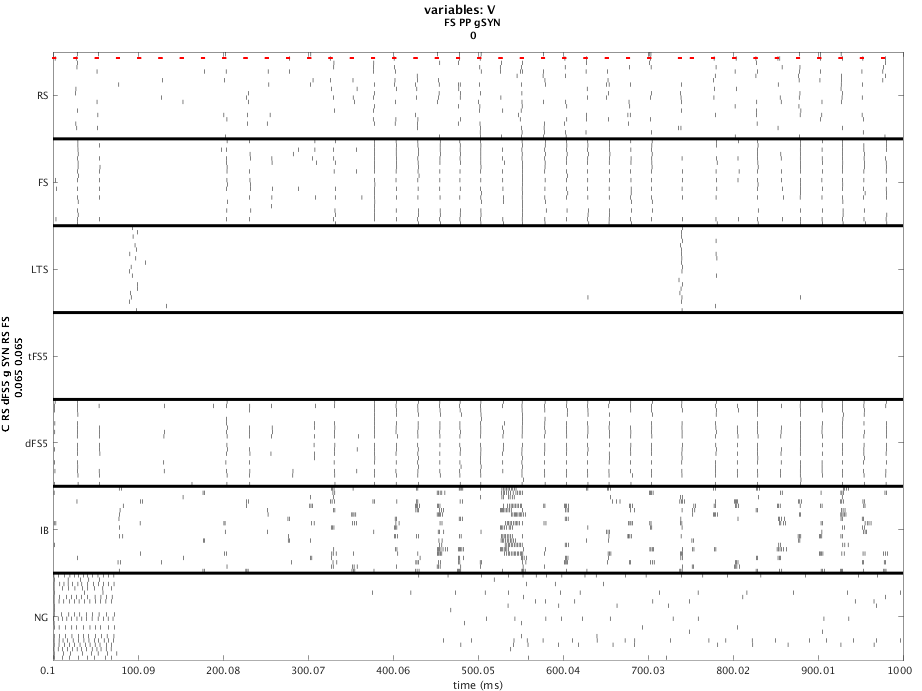 variables: V
FS PP gSYN
0
RS
FS
LTS
tFS5
dFS5
IB
NG
C RS dFS5 g SYN RS FS
0.065 0.065
0.1 100.09 200.08 300.07 400.06 500.05 600.04 700.03 800.02 900.01 1000
time (ms)